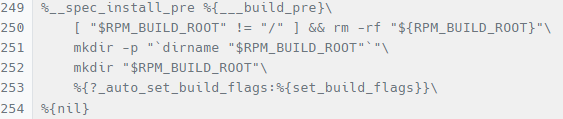 249 %__spec_install_pre %{___build_pre}\
250     [ "$RPM_BUILD_ROOT" != "/" ] && rm -rf "${RPM_BUILD_ROOT}"\
251     mkdir -p "`dirname "$RPM_BUILD_ROOT"`"\
252     mkdir "$RPM_BUILD_ROOT"\
253     %{?_auto_set_build_flags:%{set_build_flags}}\
254 %{nil}